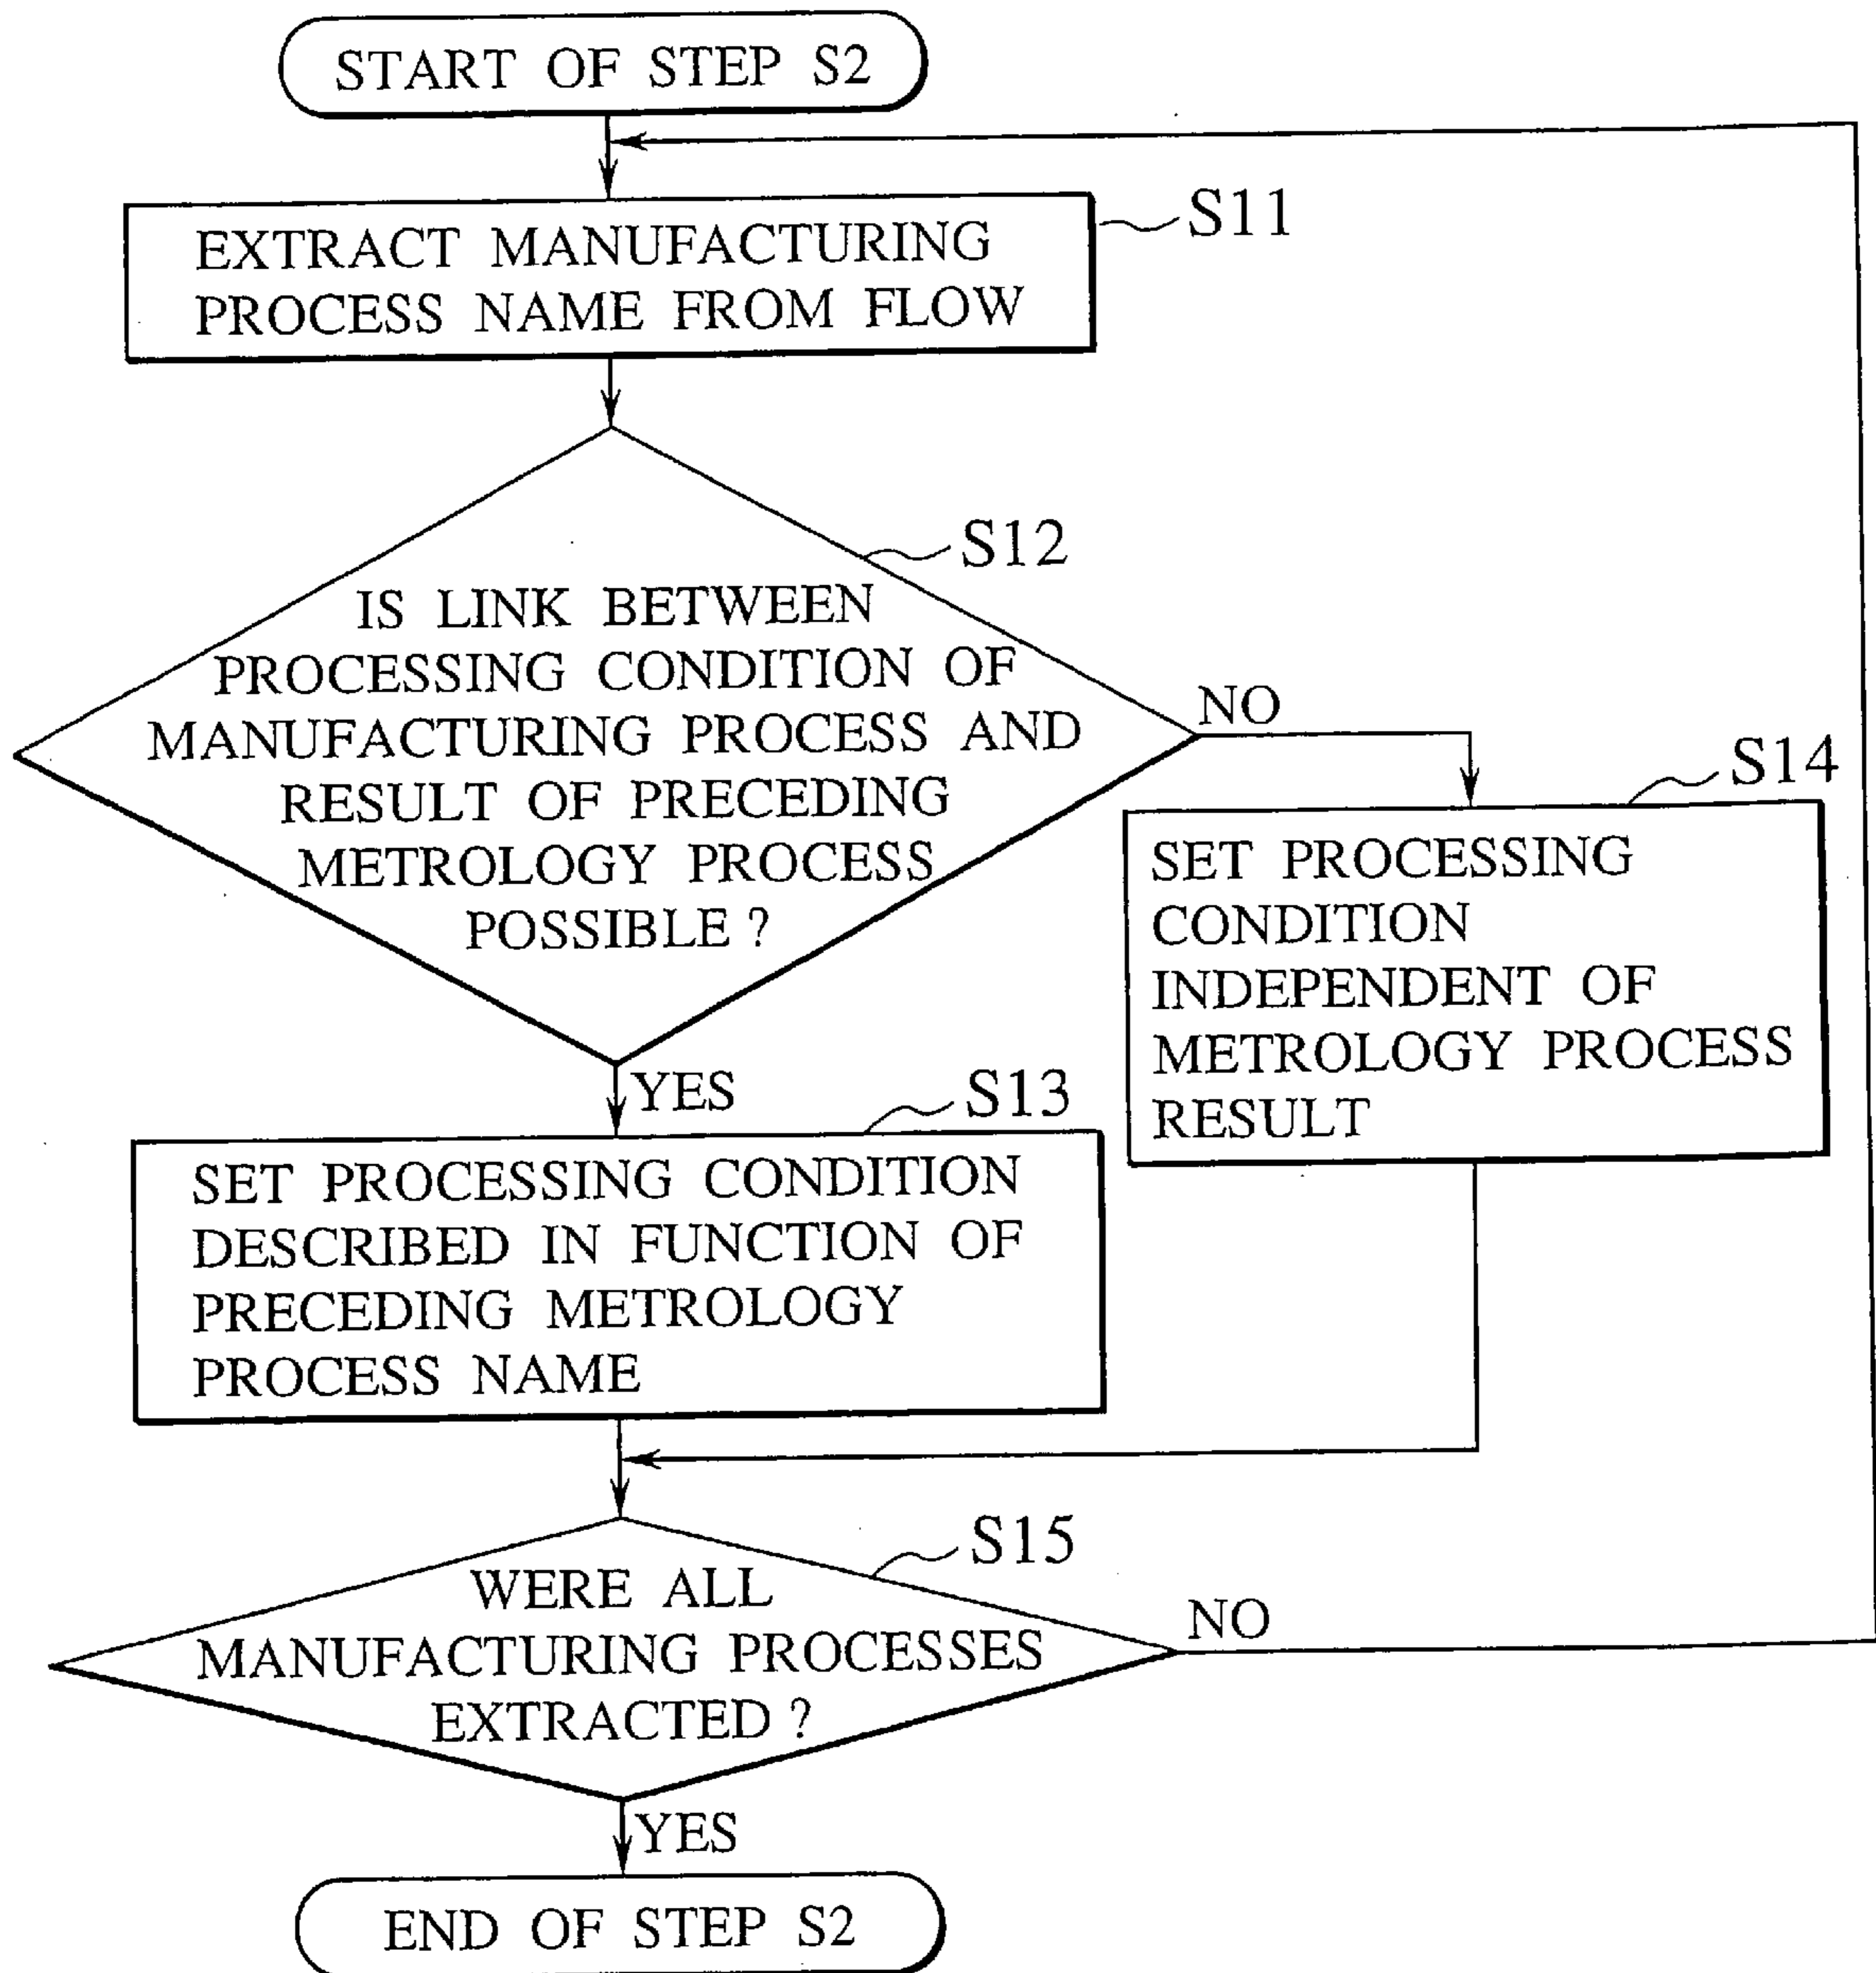 START OF STEP S2
S11
EXTRACT MANUFACTURING
PROCESS NAME FROM FLOW
S12
IS LINK BETWEEN
PROCESSING CONDITION OF
MANUFACTURING PROCESS AND
RESULT OF PRECEDING
METROLOGY PROCESS
POSSIBLE ?
NO
S14
SET PROCESSING
CONDITION
INDEPENDENT OF
METROLOGY PROCESS
RESULT
YES
S13
SET PROCESSING CONDITION
DESCRIBED IN FUNCTION OF
PRECEDING METROLOGY
PROCESS NAME
S15
WERE ALL
MANUFACTURING PROCESSES
EXTRACTED ?
NO
YES
END OF STEP S2